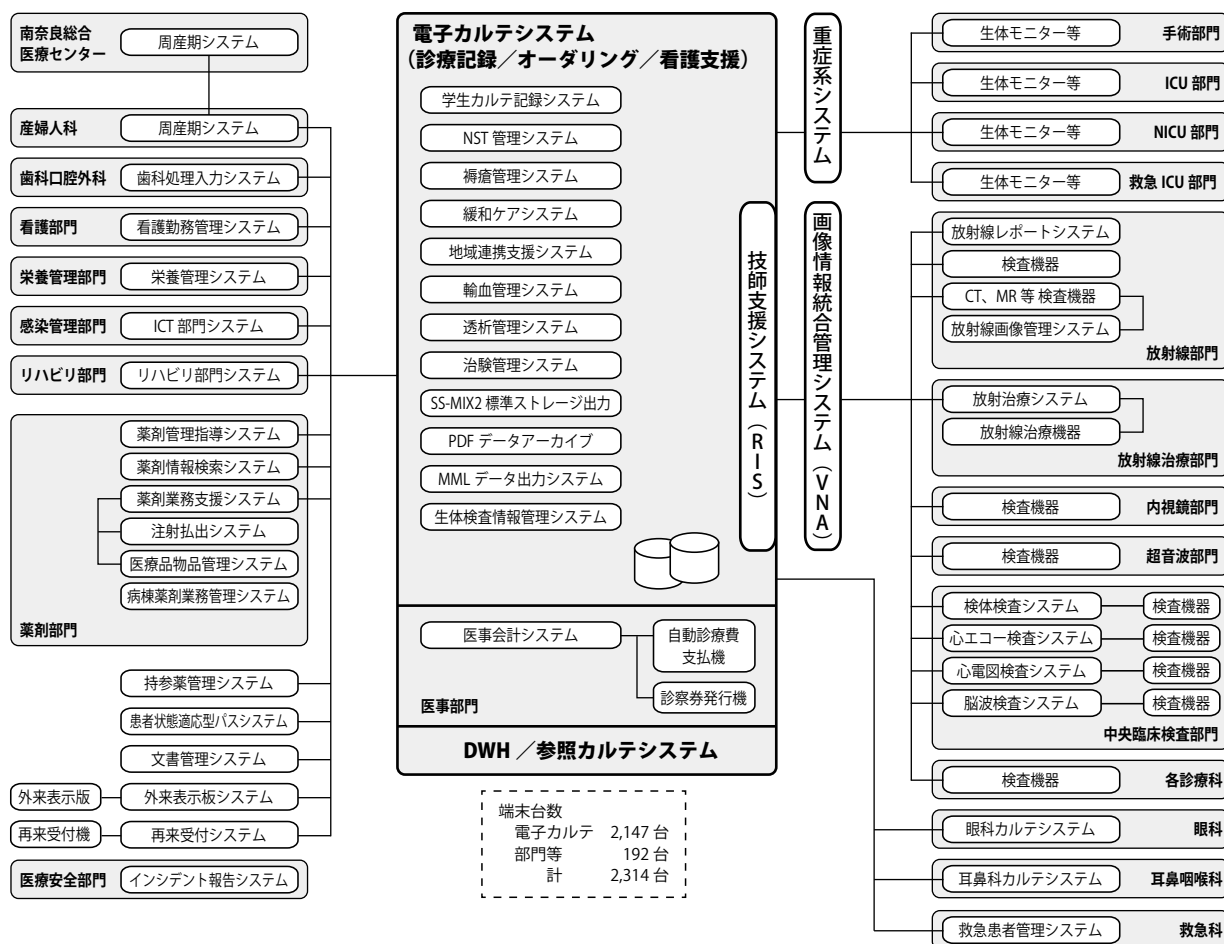 南奈良総合
医療センター
周産期システム
産婦人科
周産期システム
歯科口腔外科
歯科処理入力システム
看護部門
看護勤務管理システム
栄養管理部門
栄養管理システム
感染管理部門
ICT 部門システム
リハビリ部門
リハビリ部門システム
薬剤管理指導システム
薬剤情報検索システム
薬剤業務支援システム
注射払出システム
医療品物品管理システム
病棟薬剤業務管理システム
薬剤部門
持参薬管理システム
患者状態適応型パスシステム
文書管理システム
外来表示版
外来表示板システム
再来受付機
再来受付システム
医療安全部門
インシデント報告システム
電子カルテシステム
（診療記録／オーダリング／看護支援）
学生カルテ記録システム
NST 管理システム
褥瘡管理システム
緩和ケアシステム
地域連携支援システム
輸血管理システム
透析管理システム
治験管理システム
SS-MIX2 標準ストレージ出力
PDF データアーカイブ
MML データ出力システム
生体検査情報管理システム
技師支援システム（RIS）
医事会計システム
自動診療費
支払機
診察券発行機
医事部門
DWH ／参照カルテシステム
端末台数
電子カルテ 2,147 台
部門等 192 台
計 2,314 台
重症系システム
画像情報統合管理システム（VNA）
生体モニター等
手術部門
生体モニター等
ICU 部門
生体モニター等
NICU 部門
生体モニター等
救急 ICU 部門
放射線レポートシステム
検査機器
CT、MR 等 検査機器
放射線画像管理システム
放射線部門
放射治療システム
放射線治療機器
放射線治療部門
検査機器
内視鏡部門
検査機器
超音波部門
検体検査システム
検査機器
心エコー検査システム
検査機器
心電図検査システム
検査機器
脳波検査システム
検査機器
中央臨床検査部門
検査機器
各診療科
眼科カルテシステム
眼科
耳鼻科カルテシステム
耳鼻咽喉科
救急患者管理システム
救急科